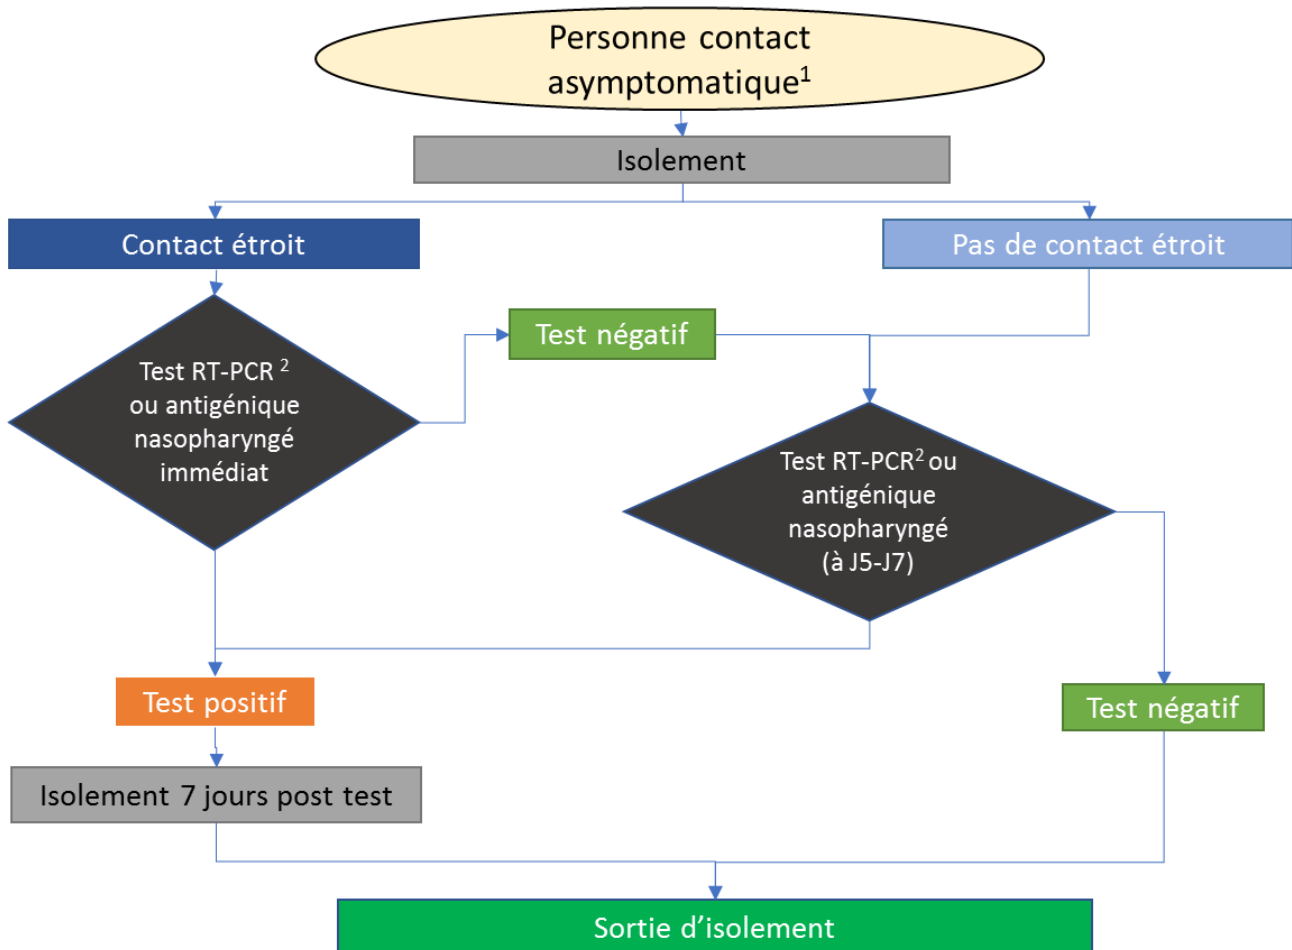 Personne contact
asymptomatique¹
Isolement
Contact étroit
Pas de contact étroit
Test négatif
Test RT-PCR ²
ou antigénique
nasopharyngé
immédiat
Test RT-PCR² ou
antigénique
nasopharyngé
(à J5-J7)
Test positif
Test négatif
Isolement 7 jours post test
Sortie d'isolement